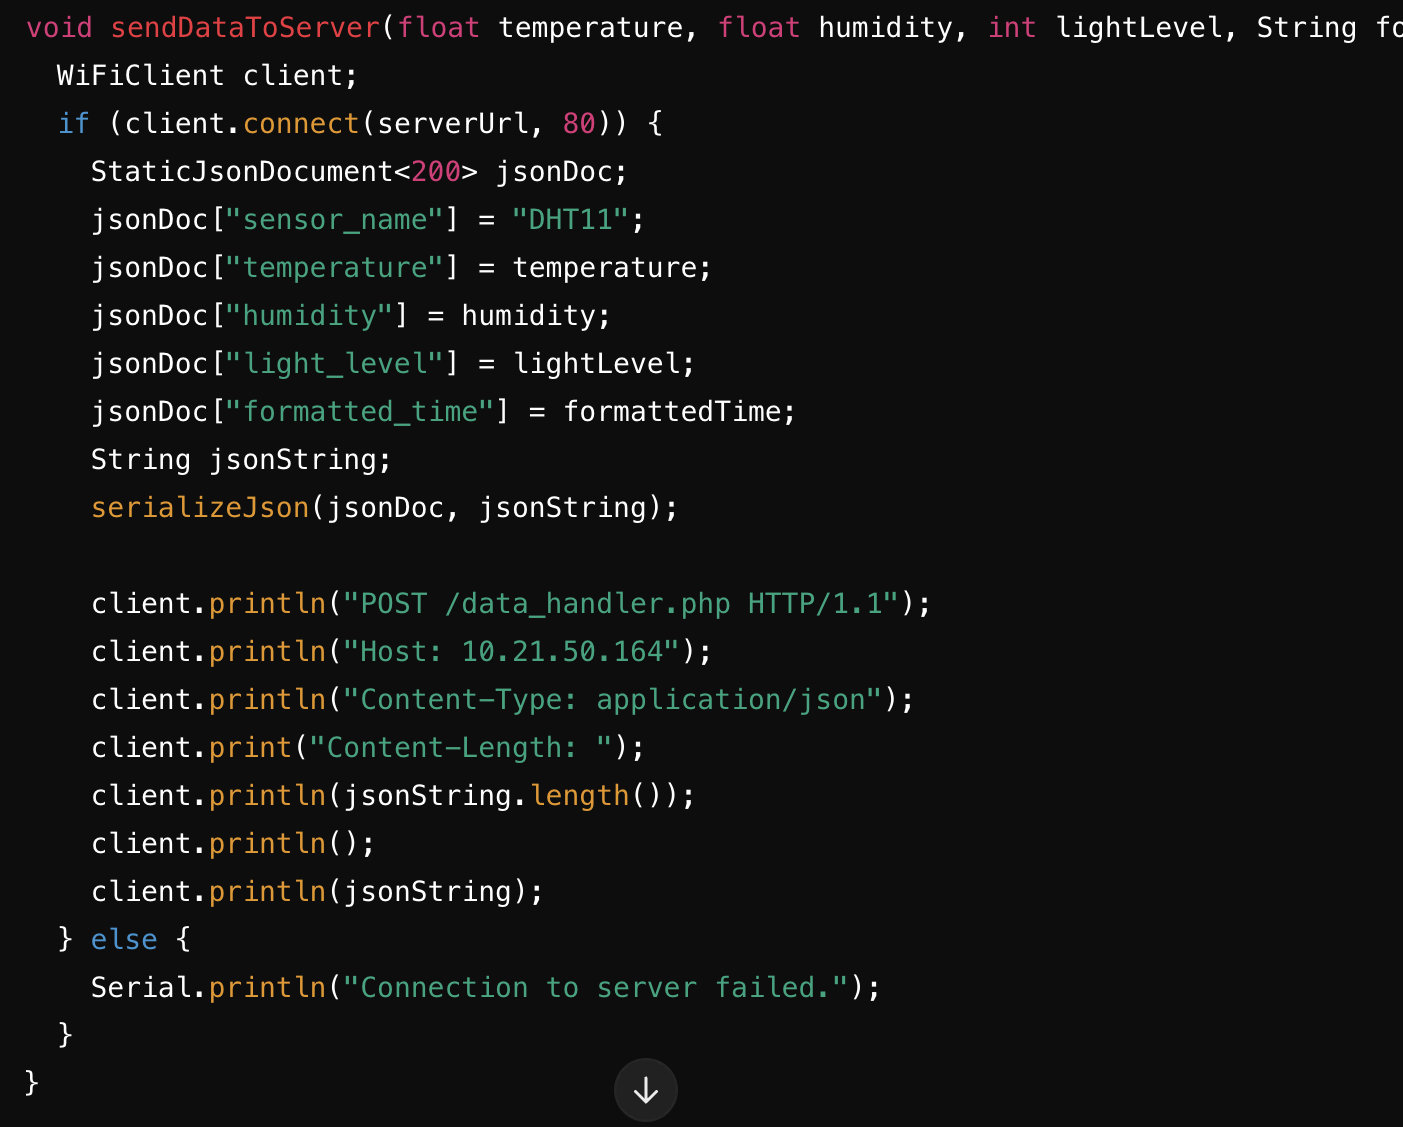 void sendDataToServer(float temperature, float humidity, int lightLevel, String fo
WiFiClient client;
if (client.connect(serverUrl, 80)) {
StaticJsonDocument<200> jsonDoc;
jsonDoc["sensor_name"] = "DHT11";
jsonDoc["temperature"] = temperature;
jsonDoc["humidity"] = humidity;
jsonDoc["light_level"] = lightLevel;
jsonDoc["formatted_time"] = formattedTime;
String jsonString;
serializeJson(jsonDoc, jsonString);
client.println("POST /data_handler.php HTTP/1.1");
client.println("Host: 10.21.50.164");
client.println("Content-Type: application/json");
client.print("Content-Length: ");
client.println(jsonString.length());
client.println();
client.println(jsonString);
} else {
Serial.println("Connection to server failed.");
}
}